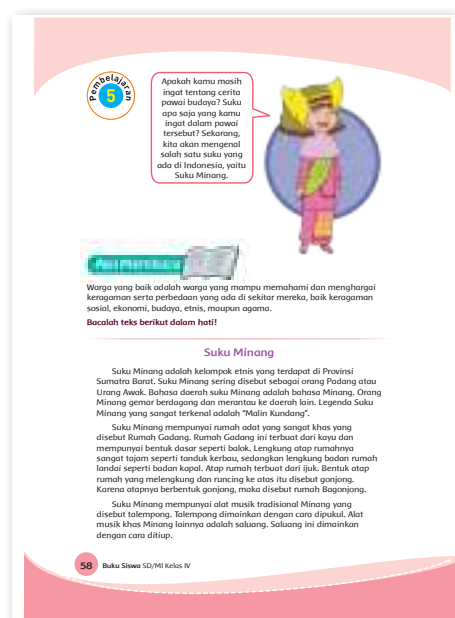 Pembelajaran
5
Apakah kamu masih
ingat tentang cerita
pawai budaya? Suku
apa saja yang kamu
ingat dalam pawai
tersebut? Sekarang,
kita akan mengenal
salah satu suku yang
ada di Indonesia, yaitu
Suku Minang.
Ayo Membaca
Warga yang baik adalah warga yang mampu memahami dan menghargai
keragaman serta perbedaan yang ada di sekitar mereka, baik keragaman
sosial, ekonomi, budaya, etnis, maupun agama.
Bacalah teks berikut dalam hati!
Suku Minang
Suku Minang adalah kelompok etnis yang terdapat di Provinsi
Sumatra Barat. Suku Minang sering disebut sebagai orang Padang atau
Urang Awak. Bahasa daerah suku Minang adalah bahasa Minang. Orang
Minang gemar berdagang dan merantau ke daerah lain. Legenda Suku
Minang yang sangat terkenal adalah “Malin Kundang”.
Suku Minang mempunyai rumah adat yang sangat khas yang
disebut Rumah Gadang. Rumah Gadang ini terbuat dari kayu dan
mempunyai bentuk dasar seperti balok. Lengkung atap rumahnya
sangat tajam seperti tanduk kerbau, sedangkan lengkung badan rumah
landai seperti badan kapal. Atap rumah terbuat dari ijuk. Bentuk atap
rumah yang melengkung dan runcing ke atas itu disebut gonjong.
Karena atapnya berbentuk gonjong, maka disebut rumah Bagonjong.
Suku Minang mempunyai alat musik tradisional Minang yang
disebut talempong. Talempong dimainkan dengan cara dipukul. Alat
musik khas Minang lainnya adalah saluang. Saluang ini dimainkan
dengan cara ditiup.
58 Buku Siswa SD/MI Kelas IV